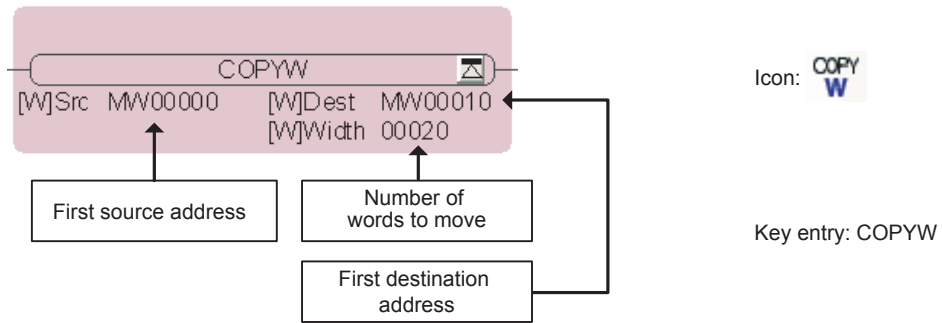 COPYW
[W]Src MW00000 [W]Dest MW00010
[W]Width 00020
First source address
Number of
words to move
First destination
address
Icon: COPY
W
Key entry: COPYW